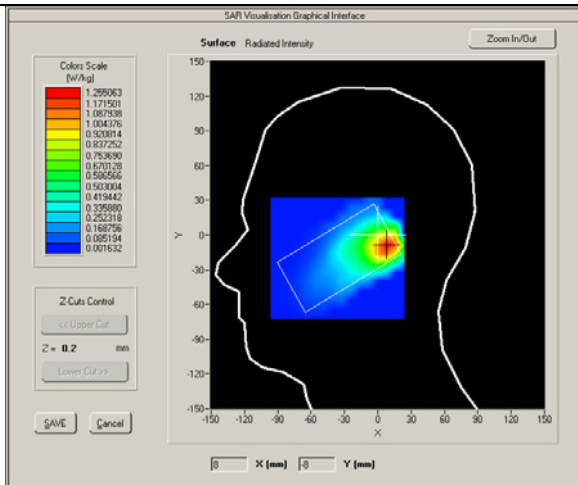 SAR Visualisation Graphical Interface
Surface Radiated Intensity
Zoom In/Out
Colors Scale
(W/kg)
1.255063
1.171501
1.087938
1.004376
0.920814
0.837252
0.753690
0.670128
0.586566
0.503004
0.419442
0.335880
0.252318
0.168756
0.085194
0.001632
Z-Cuts Control
<< Upper Cut
Z = 0.2 mm
Lower Cut >>
SAVE Cancel
150
120
90
60
30
0
-30
-60
-90
-120
-150
Y
-150 -120 -90 -60 -30 0 30 60 90 120 150
X
8 X (mm) -8 Y (mm)